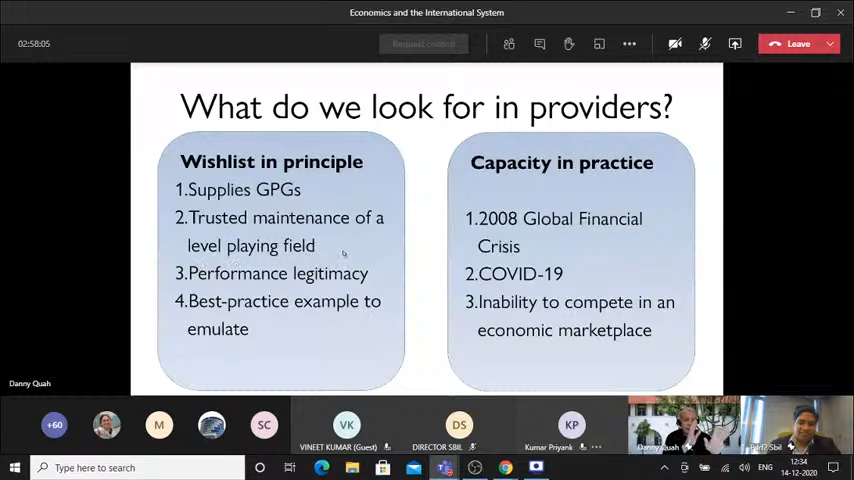 Economics and the International System
02:58:05
Request control
Leave
What do we look for in providers?
Wishlist in principle
1.Supplies GPGs
2.Trusted maintenance of a
level playing field
3.Performance legitimacy
4.Best-practice example to
emulate
Capacity in practice
1.2008 Global Financial
Crisis
2.COVID-19
3.Inability to compete in an
economic marketplace
Danny Quah
+60
M
SC
VK
VINEET KUMAR (Guest)
DS
DIRECTOR SBIL
KP
Kumar Priyank
Danny Quah
Sbil
Type here to search
ENG
12:34
14-12-2020